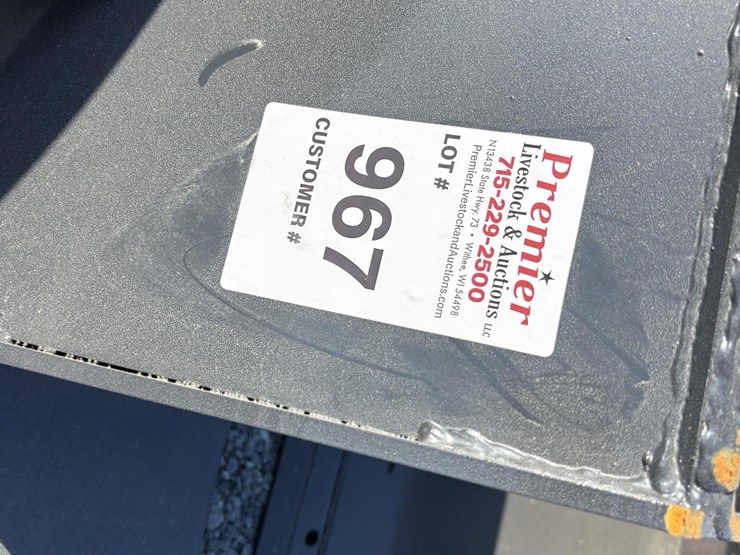 Premier
Livestock & Auctions LLC
715-229-2500
N13438 State Hwy. 73 • Withee, WI 54498
PremierLivestockandAuctions.com
LOT #
967
CUSTOMER #